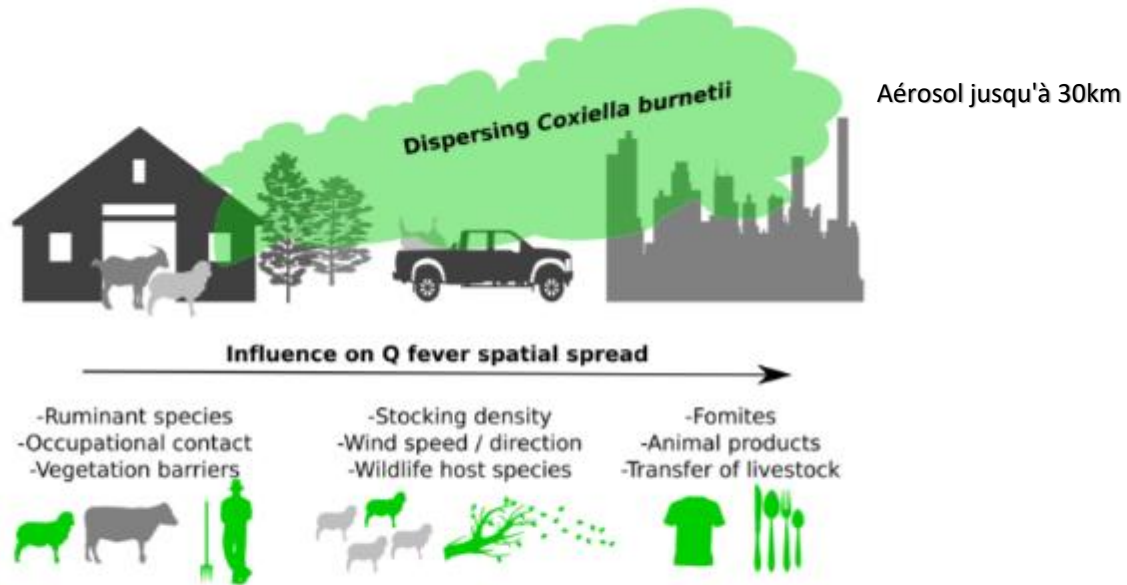 Dispersing Coxiella burnetii
Aérosol jusqu'à 30km
Influence on Q fever spatial spread
-Ruminant species
-Occupational contact
-Vegetation barriers
-Stocking density
-Wind speed / direction
-Wildlife host species
-Fomites
-Animal products
-Transfer of livestock